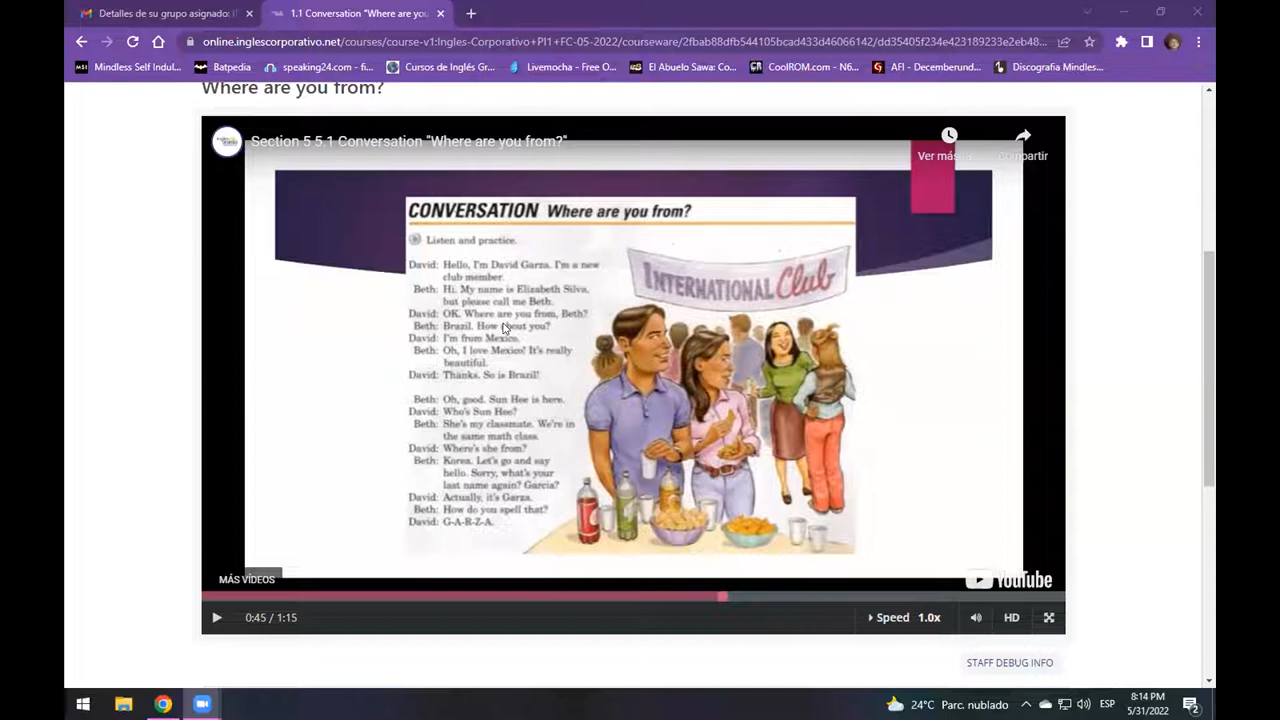 Detalles de su grupo asignado:
1.1 Conversation "Where are you
online.inglescorporativo.net/courses/course-v1:Ingles-Corporativo+PI1+FC-05-2022/courseware/2fbab88dfb544105bcad433d46066142/dd35405f234e423189233e2eb48...
Mindless Self Indul...
Batpedia
speaking24.com - fi...
Cursos de Inglés Gr...
Livemocha - Free O...
El Abuelo Sawa: Co...
CoolROM.com - N6...
AFI - Decemberund...
Discografia Mindles...
Where are you from?
Section 5 5.1 Conversation "Where are you from?"
Ver más
Compartir
CONVERSATION Where are you from?
Listen and practice.
David: Hello, I'm David Garza. I'm a new
club member.
Beth: Hi. My name is Elizabeth Silva,
but please call me Beth.
David: OK. Where are you from, Beth?
Beth: Brazil. How about you?
David: I'm from Mexico.
Beth: Oh, I love Mexico! It's really
beautiful.
David: Thanks. So is Brazil!
Beth: Oh, good. Sun Hee is here.
David: Who's Sun Hee?
Beth: She's my classmate. We're in
the same math class.
David: Where's she from?
Beth: Korea. Let's go and say
hello. Sorry, what's your
last name again? Garcia?
David: Actually, it's Garza.
Beth: How do you spell that?
David: G-A-R-Z-A.
INTERNATIONAL Club
MÁS VÍDEOS
YouTube
0:45 / 1:15
Speed 1.0x
HD
STAFF DEBUG INFO
24°C Parc. nublado
ESP
8:14 PM
5/31/2022
2